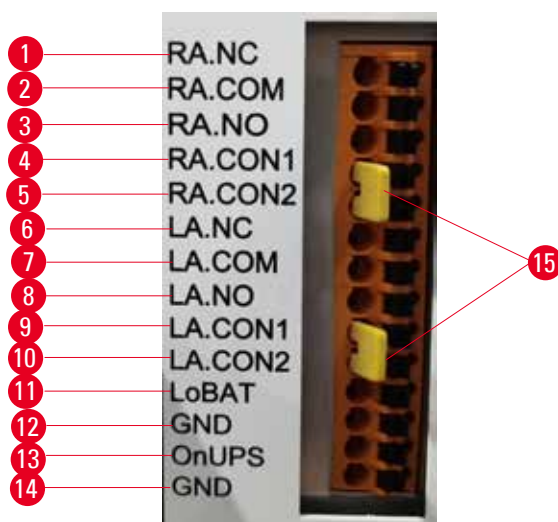 1 RA.NC
2 RA.COM
3 RA.NO
4 RA.CON1
5 RA.CON2
6 LA.NC
7 LA.COM
8 LA.NO
9 LA.CON1
10 LA.CON2
11 LoBAT
12 GND
13 OnUPS
14 GND
15